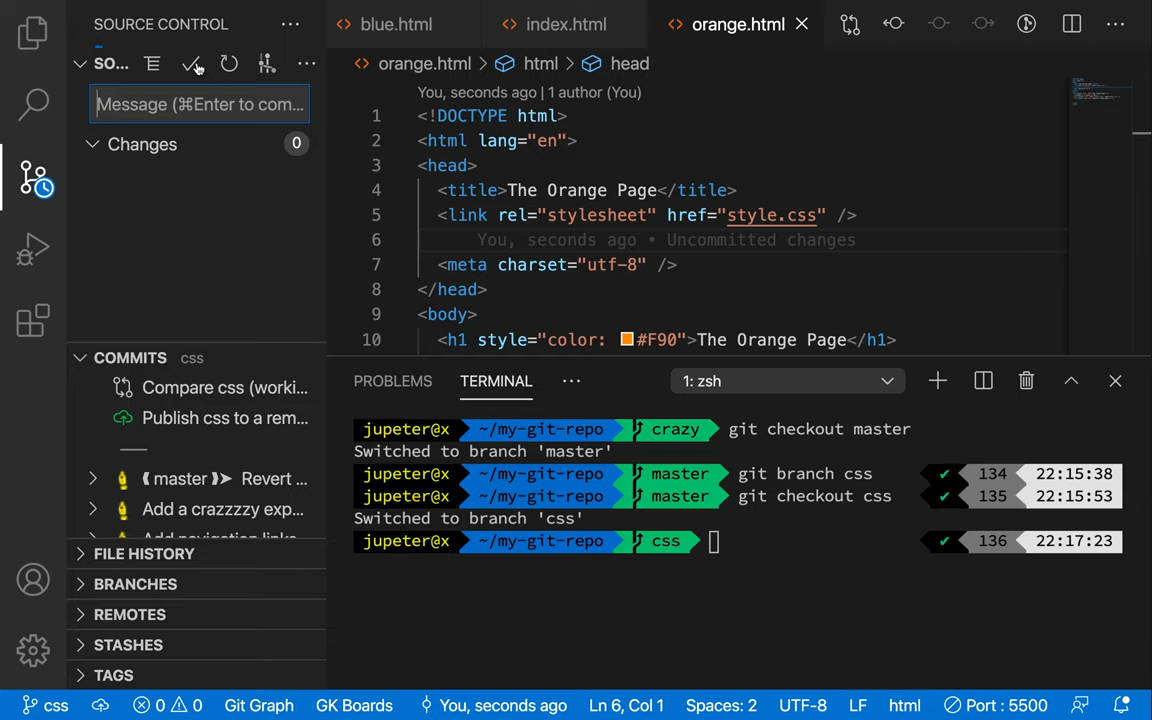 SOURCE CONTROL
SO...
Message (⌘Enter to com...
Changes
0
COMMITS css
Compare css (worki...
Publish css to a rem...
⟪master⟫➤ Revert ...
Add a crazzzzy exp...
Add navigation links
FILE HISTORY
BRANCHES
REMOTES
STASHES
TAGS
blue.html
index.html
orange.html
orange.html > html > head
You, seconds ago | 1 author (You)
1 <!DOCTYPE html>
2 <html lang="en">
3 <head>
4 <title>The Orange Page</title>
5 <link rel="stylesheet" href="style.css" />
6 You, seconds ago • Uncommitted changes
7 <meta charset="utf-8" />
8 </head>
9 <body>
10 <h1 style="color: #F90">The Orange Page</h1>
PROBLEMS TERMINAL ··· 1: zsh
jupeter@x ~/my-git-repo crazy git checkout master
Switched to branch 'master'
jupeter@x ~/my-git-repo master git branch css ✔ 134 22:15:38
jupeter@x ~/my-git-repo master git checkout css ✔ 135 22:15:53
Switched to branch 'css'
jupeter@x ~/my-git-repo css ✔ 136 22:17:23
css 0 0 Git Graph GK Boards You, seconds ago Ln 6, Col 1 Spaces: 2 UTF-8 LF html Port : 5500